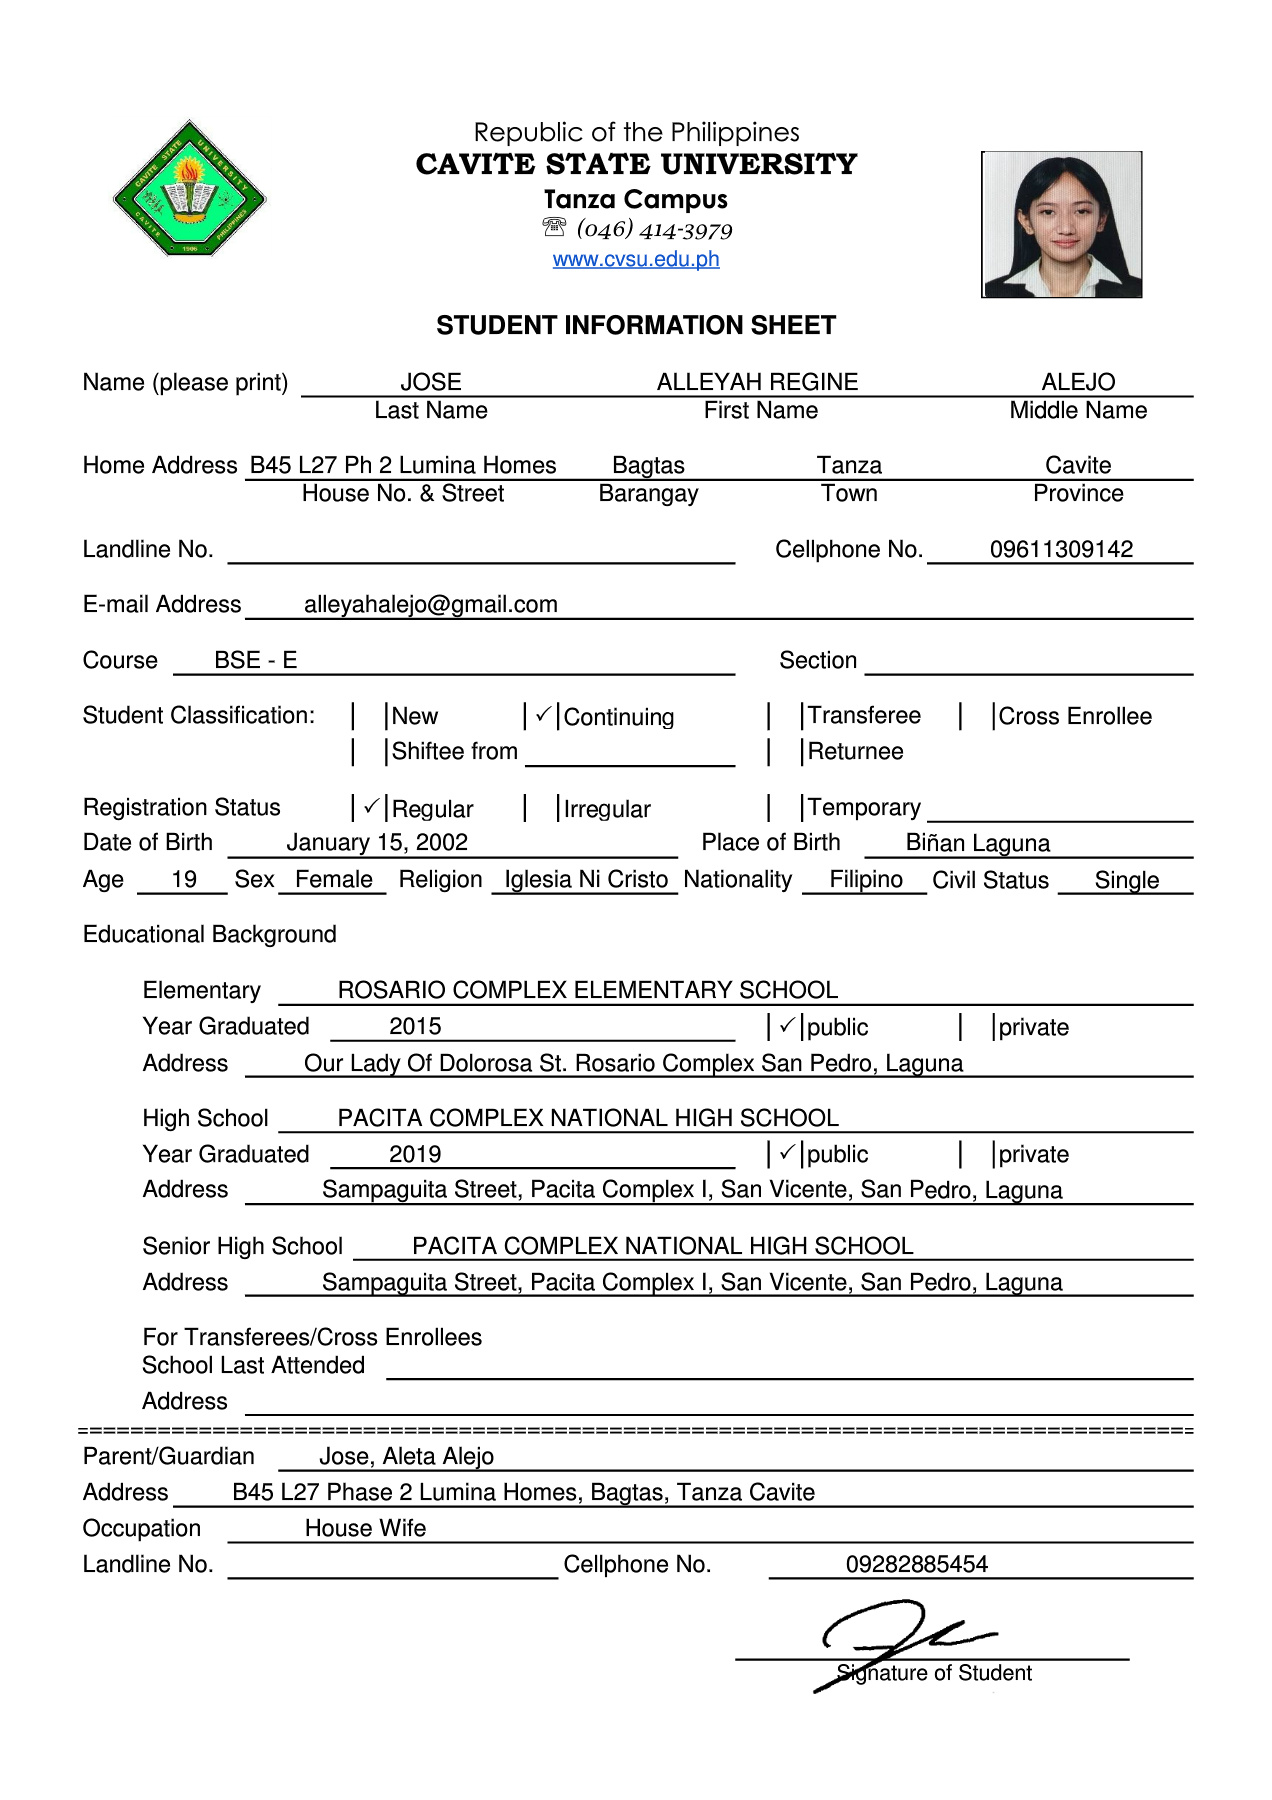 Republic of the Philippines
CAVITE STATE UNIVERSITY
Tanza Campus
☏ (046) 414-3979
www.cvsu.edu.ph
CAVITE STATE UNIVERSITY
CAVITE 1906 PHILIPPINES
STUDENT INFORMATION SHEET
Name (please print) JOSE ALLEYAH REGINE ALEJO
Last Name First Name Middle Name
Home Address B45 L27 Ph 2 Lumina Homes Bagtas Tanza Cavite
House No. & Street Barangay Town Province
Landline No. Cellphone No. 09611309142
E-mail Address alleyahalejo@gmail.com
Course BSE - E Section
Student Classification: | |New |✓|Continuing | |Transferee | |Cross Enrollee
| |Shiftee from | |Returnee
Registration Status |✓|Regular | |Irregular | |Temporary
Date of Birth January 15, 2002 Place of Birth Biñan Laguna
Age 19 Sex Female Religion Iglesia Ni Cristo Nationality Filipino Civil Status Single
Educational Background
Elementary ROSARIO COMPLEX ELEMENTARY SCHOOL
Year Graduated 2015 |✓|public | |private
Address Our Lady Of Dolorosa St. Rosario Complex San Pedro, Laguna
High School PACITA COMPLEX NATIONAL HIGH SCHOOL
Year Graduated 2019 |✓|public | |private
Address Sampaguita Street, Pacita Complex I, San Vicente, San Pedro, Laguna
Senior High School PACITA COMPLEX NATIONAL HIGH SCHOOL
Address Sampaguita Street, Pacita Complex I, San Vicente, San Pedro, Laguna
For Transferees/Cross Enrollees
School Last Attended
Address
Parent/Guardian Jose, Aleta Alejo
Address B45 L27 Phase 2 Lumina Homes, Bagtas, Tanza Cavite
Occupation House Wife
Landline No. Cellphone No. 09282885454
Signature of Student